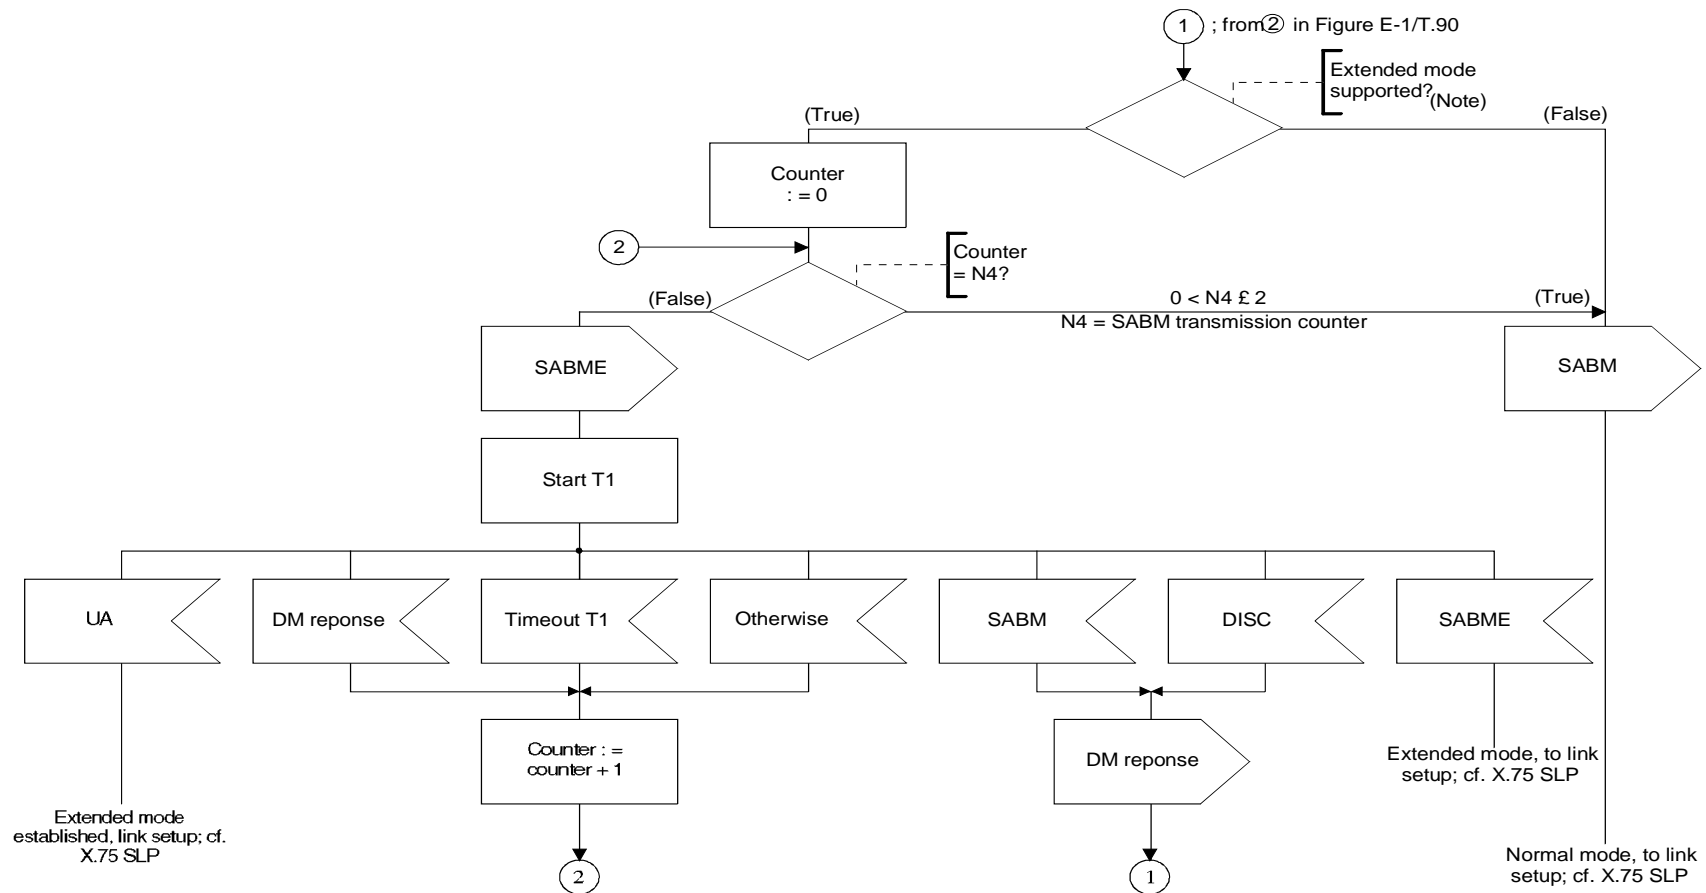 1 ; from 2 in Figure E-1/T.90
Extended mode
supported?
(Note)
(True)
(False)
Counter
: = 0
2
Counter
= N4?
(False)
0 < N4 £ 2
(True)
N4 = SABM transmission counter
SABME
SABM
Start T1
UA
DM reponse
Timeout T1
Otherwise
SABM
DISC
SABME
Counter : =
counter + 1
DM reponse
Extended mode, to link
setup; cf. X.75 SLP
Extended mode
established, link setup; cf.
X.75 SLP
Normal mode, to link
setup; cf. X.75 SLP
2
1